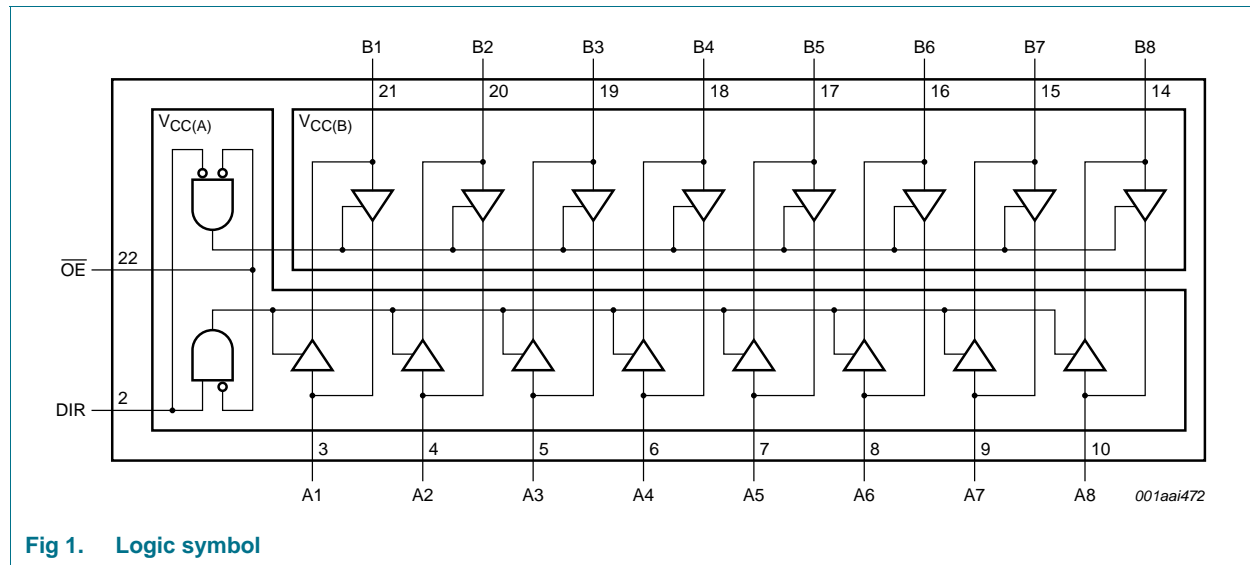 B1 B2 B3 B4 B5 B6 B7 B8
21 20 19 18 17 16 15 14
VCC(A) VCC(B)
22
OE
2
DIR
3 4 5 6 7 8 9 10
A1 A2 A3 A4 A5 A6 A7 A8 001aai472
Fig 1. Logic symbol